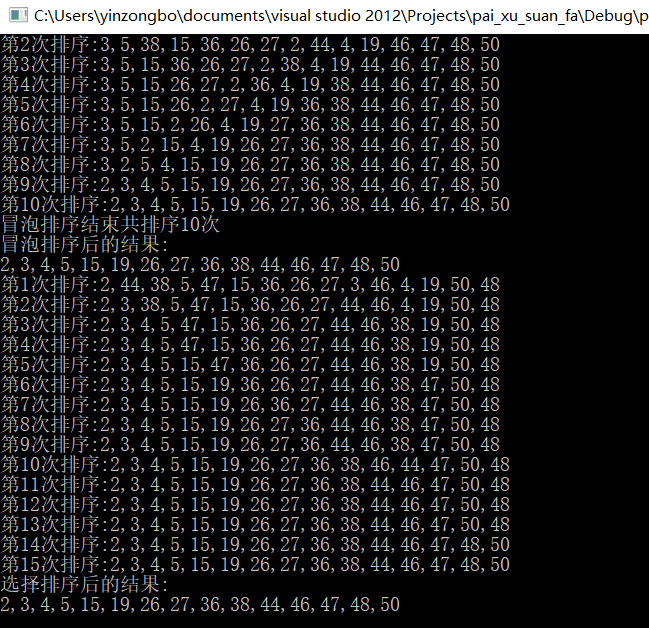 C:\Users\yinzongbo\documents\visual studio 2012\Projects\pai_xu_suan_fa\Debug\p
第2次排序:3,5,38,15,36,26,27,2,44,4,19,46,47,48,50
第3次排序:3,5,15,36,26,27,2,38,4,19,44,46,47,48,50
第4次排序:3,5,15,26,27,2,36,4,19,38,44,46,47,48,50
第5次排序:3,5,15,26,2,27,4,19,36,38,44,46,47,48,50
第6次排序:3,5,15,2,26,4,19,27,36,38,44,46,47,48,50
第7次排序:3,5,2,15,4,19,26,27,36,38,44,46,47,48,50
第8次排序:3,2,5,4,15,19,26,27,36,38,44,46,47,48,50
第9次排序:2,3,4,5,15,19,26,27,36,38,44,46,47,48,50
第10次排序:2,3,4,5,15,19,26,27,36,38,44,46,47,48,50
冒泡排序结束共排序10次
冒泡排序后的结果:
2,3,4,5,15,19,26,27,36,38,44,46,47,48,50
第1次排序:2,44,38,5,47,15,36,26,27,3,46,4,19,50,48
第2次排序:2,3,38,5,47,15,36,26,27,44,46,4,19,50,48
第3次排序:2,3,4,5,47,15,36,26,27,44,46,38,19,50,48
第4次排序:2,3,4,5,47,15,36,26,27,44,46,38,19,50,48
第5次排序:2,3,4,5,15,47,36,26,27,44,46,38,19,50,48
第6次排序:2,3,4,5,15,19,36,26,27,44,46,38,47,50,48
第7次排序:2,3,4,5,15,19,26,36,27,44,46,38,47,50,48
第8次排序:2,3,4,5,15,19,26,27,36,44,46,38,47,50,48
第9次排序:2,3,4,5,15,19,26,27,36,44,46,38,47,50,48
第10次排序:2,3,4,5,15,19,26,27,36,38,46,44,47,50,48
第11次排序:2,3,4,5,15,19,26,27,36,38,44,46,47,50,48
第12次排序:2,3,4,5,15,19,26,27,36,38,44,46,47,50,48
第13次排序:2,3,4,5,15,19,26,27,36,38,44,46,47,50,48
第14次排序:2,3,4,5,15,19,26,27,36,38,44,46,47,48,50
第15次排序:2,3,4,5,15,19,26,27,36,38,44,46,47,48,50
选择排序后的结果:
2,3,4,5,15,19,26,27,36,38,44,46,47,48,50